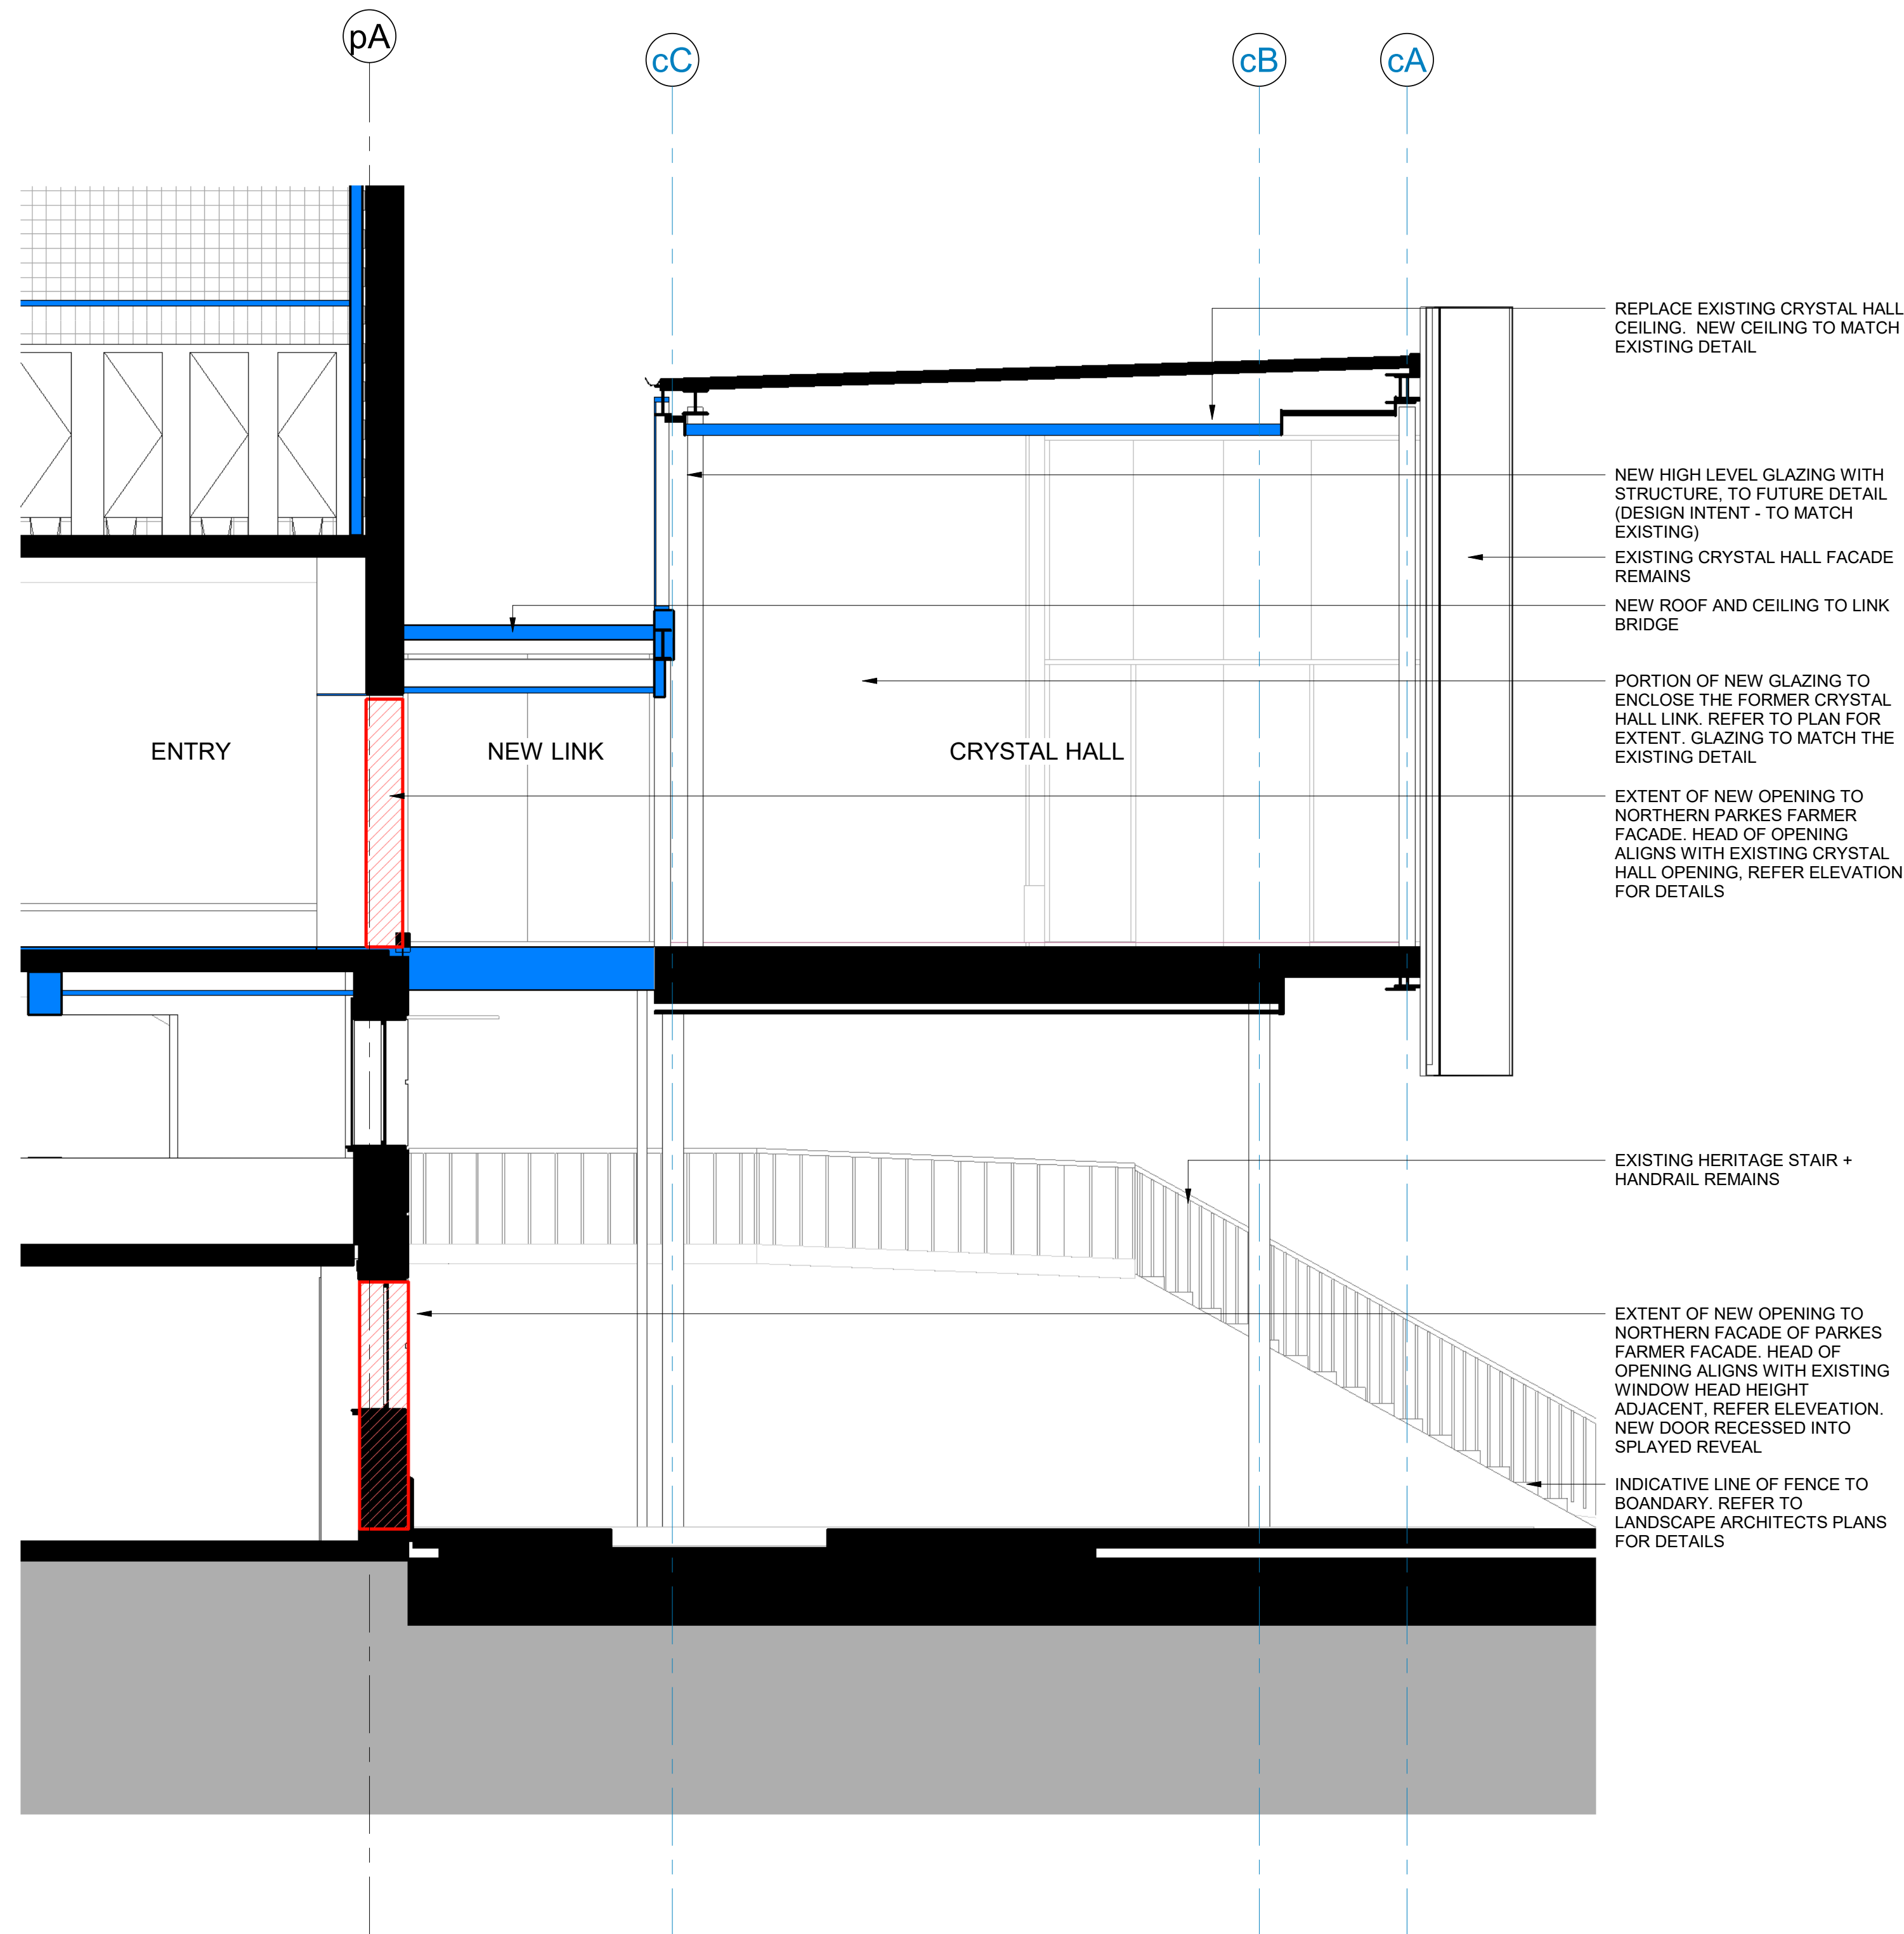 pA
cC
cB
cA
REPLACE EXISTING CRYSTAL HALL
CEILING.  NEW CEILING TO MATCH
EXISTING DETAIL
NEW HIGH LEVEL GLAZING WITH
STRUCTURE, TO FUTURE DETAIL
(DESIGN INTENT - TO MATCH
EXISTING)
EXISTING CRYSTAL HALL FACADE
REMAINS
NEW ROOF AND CEILING TO LINK
BRIDGE
PORTION OF NEW GLAZING TO
ENCLOSE THE FORMER CRYSTAL
HALL LINK. REFER TO PLAN FOR
EXTENT. GLAZING TO MATCH THE
EXISTING DETAIL
ENTRY
NEW LINK
CRYSTAL HALL
EXTENT OF NEW OPENING TO
NORTHERN PARKES FARMER
FACADE. HEAD OF OPENING
ALIGNS WITH EXISTING CRYSTAL
HALL OPENING, REFER ELEVATION
FOR DETAILS
EXISTING HERITAGE STAIR +
HANDRAIL REMAINS
EXTENT OF NEW OPENING TO
NORTHERN FACADE OF PARKES
FARMER FACADE. HEAD OF
OPENING ALIGNS WITH EXISTING
WINDOW HEAD HEIGHT
ADJACENT, REFER ELEVEATION.
NEW DOOR RECESSED INTO
SPLAYED REVEAL
INDICATIVE LINE OF FENCE TO
BOANDARY. REFER TO
LANDSCAPE ARCHITECTS PLANS
FOR DETAILS